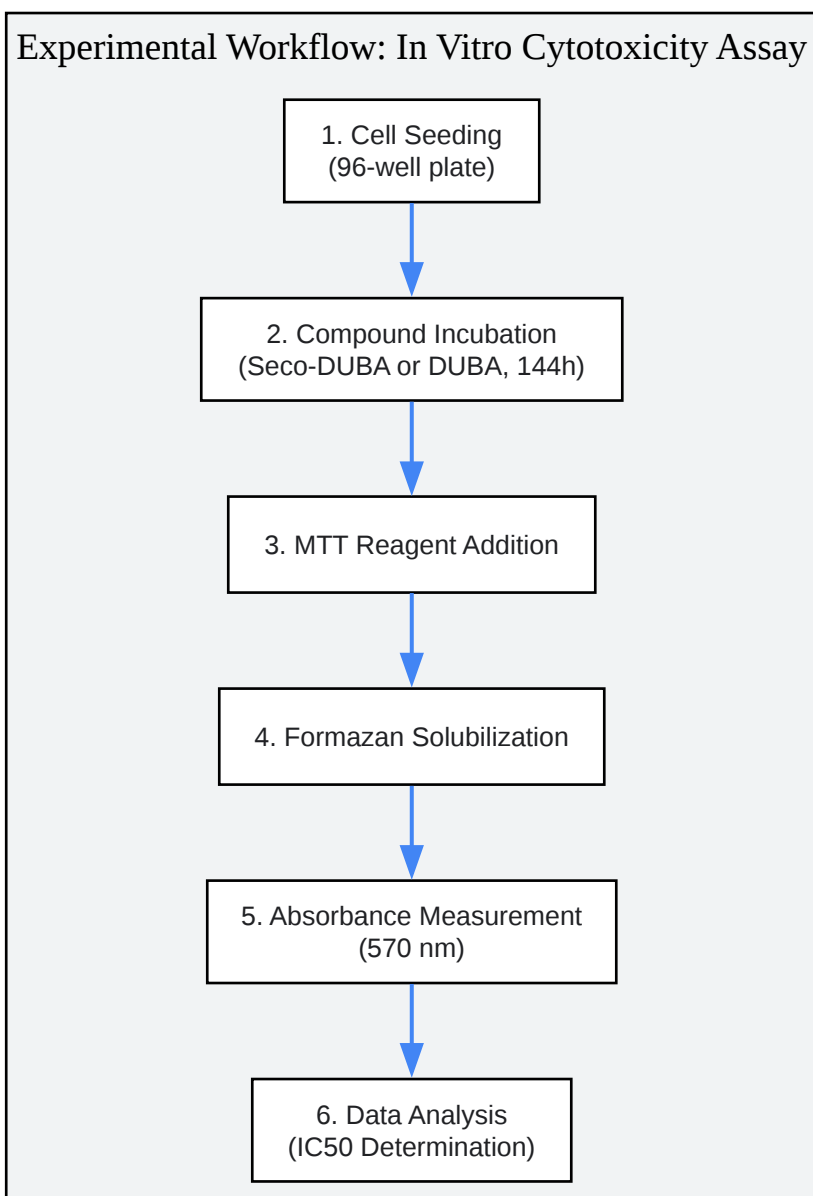 Experimental Workflow: In Vitro Cytotoxicity Assay
1. Cell Seeding
(96-well plate)
2. Compound Incubation
(Seco-DUBA or DUBA, 144h)
3. MTT Reagent Addition
4. Formazan Solubilization
5. Absorbance Measurement
(570 nm)
6. Data Analysis
(IC50 Determination)